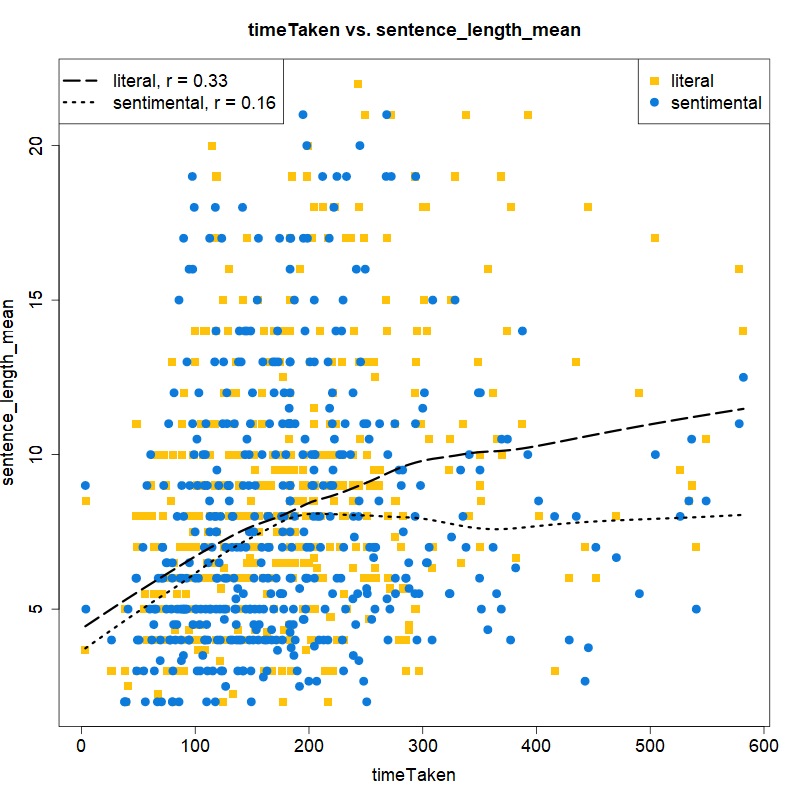 timeTaken vs. sentence_length_mean
literal, r = 0.33
sentimental, r = 0.16
literal
sentimental
sentence_length_mean
20
15
10
5
0 100 200 300 400 500 600
timeTaken